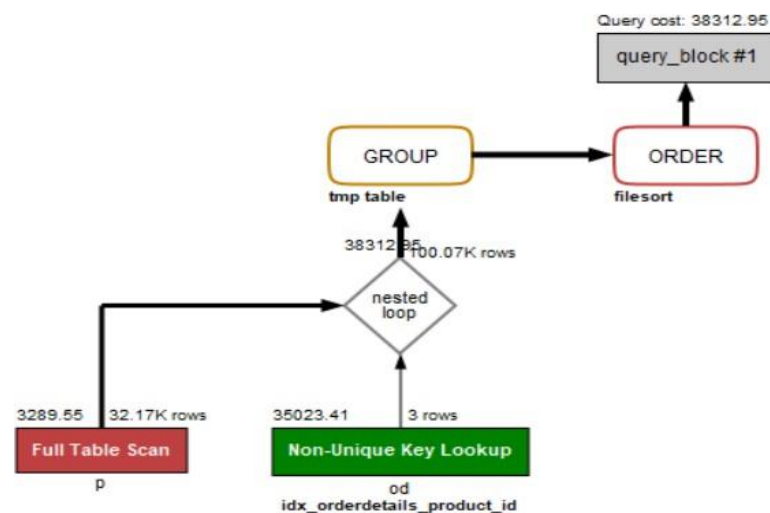 Query cost: 38312.95
query_block #1
GROUP
ORDER
tmp table
filesort
38312.95
100.07K rows
nested
loop
3289.55
32.17K rows
35023.41
3 rows
Full Table Scan
Non-Unique Key Lookup
p
od
idx_orderdetails_product_id